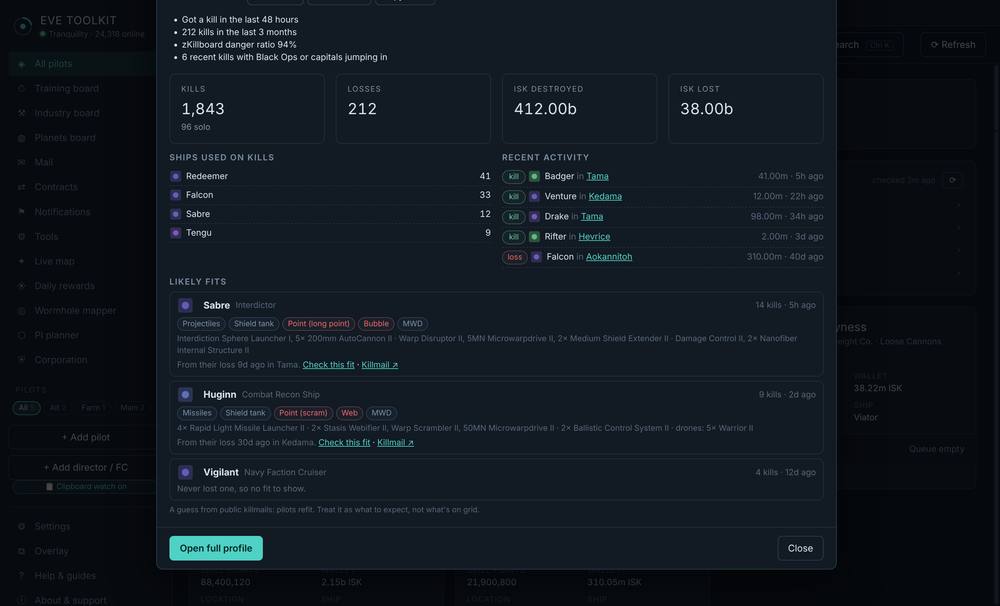 EVE TOOLKIT
Tranquility · 24,318 online
All pilots
Training board
Industry board
Planets board
Mail
Contracts
Notifications
Tools
Live map
Daily rewards
Wormhole mapper
PI planner
Corporation
PILOTS
All 5
Alt 2
Farm 1
Main 2
+ Add pilot
+ Add director / FC
Clipboard watch on
Settings
Overlay
Help & guides
About & support
Got a kill in the last 48 hours
212 kills in the last 3 months
zKillboard danger ratio 94%
6 recent kills with Black Ops or capitals jumping in
KILLS
1,843
96 solo
LOSSES
212
ISK DESTROYED
412.00b
ISK LOST
38.00b
SHIPS USED ON KILLS
Redeemer 41
Falcon 33
Sabre 12
Tengu 9
RECENT ACTIVITY
kill Badger in Tama 41.00m · 5h ago
kill Venture in Kedama 12.00m · 22h ago
kill Drake in Tama 98.00m · 34h ago
kill Rifter in Hevrice 2.00m · 3d ago
loss Falcon in Aokannitoh 310.00m · 40d ago
LIKELY FITS
Sabre Interdictor 14 kills · 5h ago
Projectiles Shield tank Point (long point) Bubble MWD
Interdiction Sphere Launcher I, 5× 200mm AutoCannon II · Warp Disruptor II, 5MN Microwarpdrive II, 2× Medium Shield Extender II · Damage Control II, 2× Nanofiber
Internal Structure II
From their loss 9d ago in Tama. Check this fit · Killmail ↗
Huginn Combat Recon Ship 9 kills · 2d ago
Missiles Shield tank Point (scram) Web MWD
4× Rapid Light Missile Launcher II · 2× Stasis Webifier II, Warp Scrambler II, 50MN Microwarpdrive II · 2× Ballistic Control System II · drones: 5× Warrior II
From their loss 30d ago in Kedama. Check this fit · Killmail ↗
Vigilant Navy Faction Cruiser 4 kills · 12d ago
Never lost one, so no fit to show.
A guess from public killmails: pilots refit. Treat it as what to expect, not what's on grid.
Open full profile
Close
Ctrl K
Refresh
checked 3m ago
Loose Cannons
WALLET
38.22m ISK
SHIP
Viator
Queue empty
88,400,120
2.15b ISK
LOCATION
SHIP
21,900,800
310.05m ISK
LOCATION
SHIP